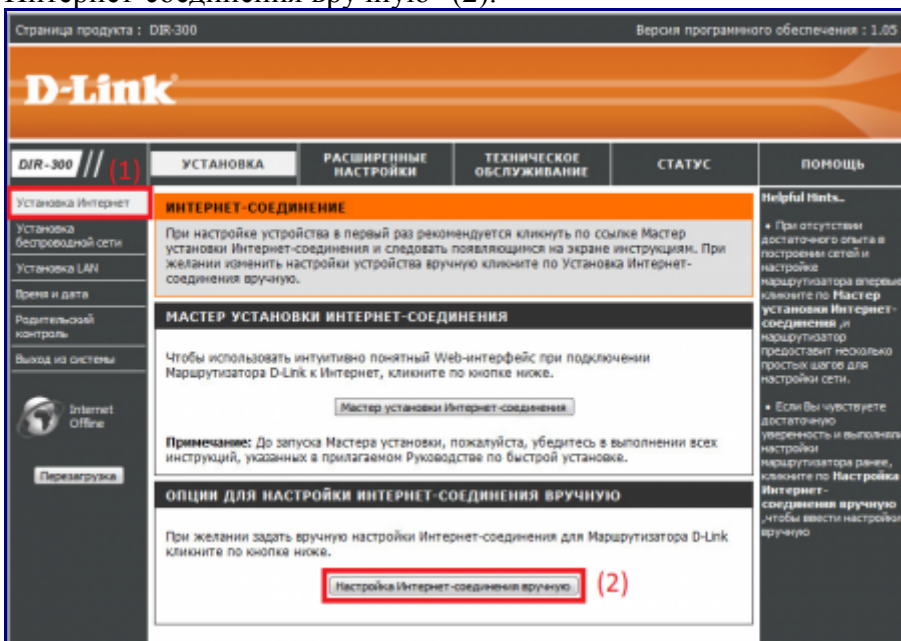 Интернет-соединения вручную" (2).
Страница продукта : DIR-300
Версия программного обеспечения : 1.05
D-Link
DIR-300
(1)
УСТАНОВКА
РАСШИРЕННЫЕ
НАСТРОЙКИ
ТЕХНИЧЕСКОЕ
ОБСЛУЖИВАНИЕ
СТАТУС
ПОМОЩЬ
Установка Интернет
Установка
беспроводной сети
Установка LAN
Время и дата
Родительский
контроль
Выход из системы
Internet
Offline
Перезагрузка
ИНТЕРНЕТ-СОЕДИНЕНИЕ
При настройке устройства в первый раз рекомендуется кликнуть по ссылке Мастер
установки Интернет-соединения и следовать появляющимся на экране инструкциям. При
желании изменить настройки устройства вручную кликните по Установка Интернет-
соединения вручную.
МАСТЕР УСТАНОВКИ ИНТЕРНЕТ-СОЕДИНЕНИЯ
Чтобы использовать интуитивно понятный Web-интерфейс при подключении
Маршрутизатора D-Link к Интернет, кликните по кнопке ниже.
Мастер установки Интернет-соединения
Примечание: До запуска Мастера установки, пожалуйста, убедитесь в выполнении всех
инструкций, указанных в прилагаемом Руководстве по быстрой установке.
ОПЦИИ ДЛЯ НАСТРОЙКИ ИНТЕРНЕТ-СОЕДИНЕНИЯ ВРУЧНУЮ
При желании задать вручную настройки Интернет-соединения для Маршрутизатора D-Link
кликните по кнопке ниже.
Настройка Интернет-соединения вручную
(2)
Helpful Hints..
• При отсутствии
достаточного опыта в
построении сетей и
настройке
маршрутизатора впервые
кликните по Мастер
установки Интернет-
соединения ,и
маршрутизатор
предоставит несколько
простых шагов для
настройки сети.
• Если Вы чувствуете
достаточную
уверенность и выполняли
настройки
маршрутизатора ранее,
кликните по Настройка
Интернет-
соединения вручную
,чтобы ввести настройки
вручную